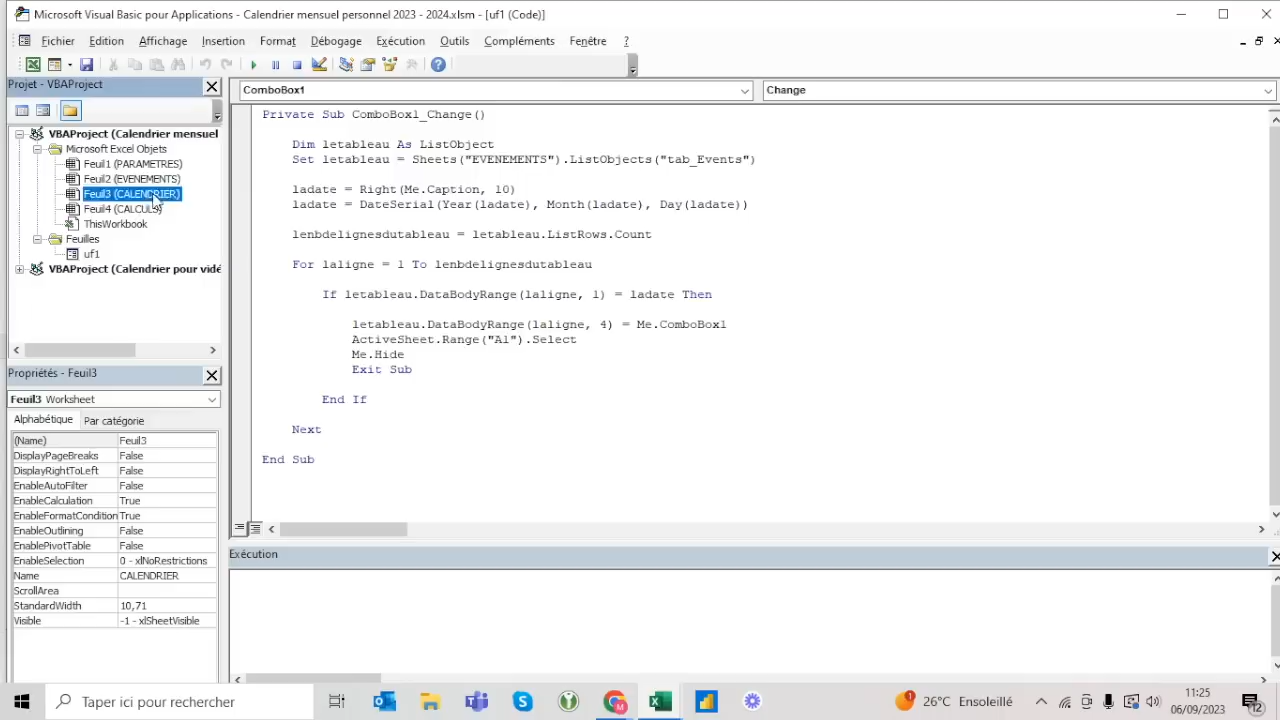 Microsoft Visual Basic pour Applications - Calendrier mensuel personnel 2023 - 2024.xlsm - [uf1 (Code)]
Fichier Edition Affichage Insertion Format Débogage Exécution Outils Compléments Fenêtre ?
Projet - VBAProject
ComboBox1
Change
VBAProject (Calendrier mensuel
Microsoft Excel Objets
Feuil1 (PARAMETRES)
Feuil2 (EVENEMENTS)
Feuil3 (CALENDRIER)
Feuil4 (CALCULS)
ThisWorkbook
Feuilles
uf1
VBAProject (Calendrier pour vidé
Private Sub ComboBox1_Change()
Dim letableau As ListObject
Set letableau = Sheets("EVENEMENTS").ListObjects("tab_Events")
ladate = Right(Me.Caption, 10)
ladate = DateSerial(Year(ladate), Month(ladate), Day(ladate))
lenbdelignesdutableau = letableau.ListRows.Count
For laligne = 1 To lenbdelignesdutableau
If letableau.DataBodyRange(laligne, 1) = ladate Then
letableau.DataBodyRange(laligne, 4) = Me.ComboBox1
ActiveSheet.Range("A1").Select
Me.Hide
Exit Sub
End If
Next
End Sub
Propriétés - Feuil3
Feuil3 Worksheet
Alphabétique Par catégorie
(Name) Feuil3
DisplayPageBreaks False
DisplayRightToLeft False
EnableAutoFilter False
EnableCalculation True
EnableFormatCondition True
EnableOutlining False
EnablePivotTable False
EnableSelection 0 - xlNoRestrictions
Name CALENDRIER
ScrollArea
StandardWidth 10,71
Visible -1 - xlSheetVisible
Exécution
Taper ici pour rechercher
26°C Ensoleillé
11:25
06/09/2023